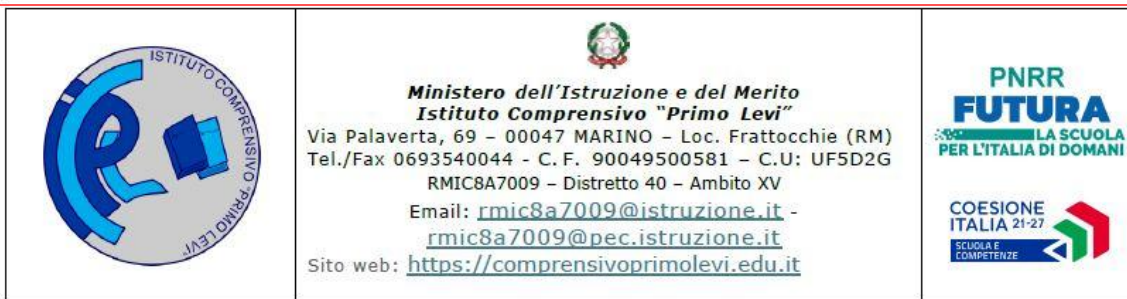 ISTITUTO COMPRENSIVO "PRIMO LEVI"
Ministero dell'Istruzione e del Merito
Istituto Comprensivo "Primo Levi"
Via Palaverta, 69 – 00047 MARINO – Loc. Frattocchie (RM)
Tel./Fax 0693540044 - C.F. 90049500581 – C.U: UF5D2G
RMIC8A7009 – Distretto 40 – Ambito XV
Email: rmic8a7009@istruzione.it -
rmic8a7009@pec.istruzione.it
Sito web: https://comprensivoprimolevi.edu.it
PNRR
FUTURA
LA SCUOLA
PER L'ITALIA DI DOMANI
COESIONE
ITALIA 21-27
SCUOLA E
COMPETENZE